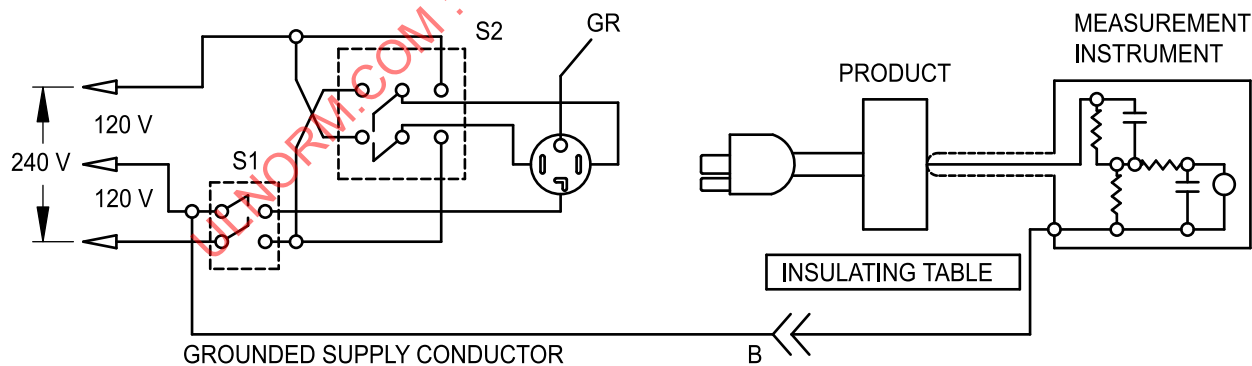 S2
GR
MEASUREMENT
INSTRUMENT
PRODUCT
120 V
240 V
S1
120 V
INSULATING TABLE
GROUNDED SUPPLY CONDUCTOR
B
ULNORM.COM :